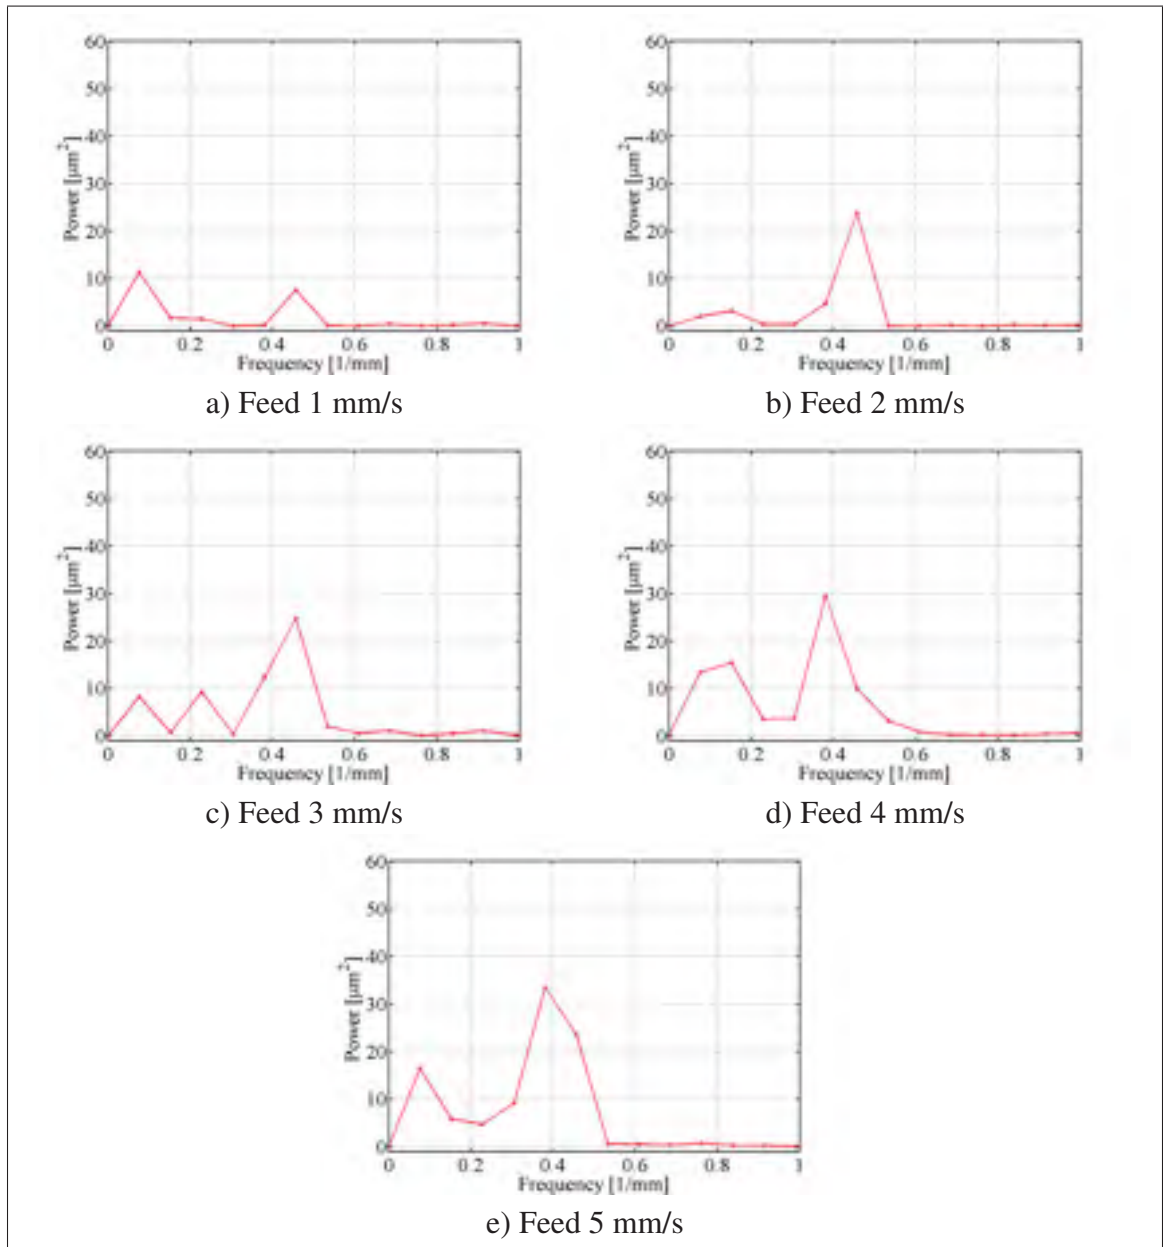 60
50
40
30
20
10
0
Power [μm²]
0 0.2 0.4 0.6 0.8 1
Frequency [1/mm]
a) Feed 1 mm/s
60
50
40
30
20
10
0
Power [μm²]
0 0.2 0.4 0.6 0.8 1
Frequency [1/mm]
b) Feed 2 mm/s
60
50
40
30
20
10
0
Power [μm²]
0 0.2 0.4 0.6 0.8 1
Frequency [1/mm]
c) Feed 3 mm/s
60
50
40
30
20
10
0
Power [μm²]
0 0.2 0.4 0.6 0.8 1
Frequency [1/mm]
d) Feed 4 mm/s
60
50
40
30
20
10
0
Power [μm²]
0 0.2 0.4 0.6 0.8 1
Frequency [1/mm]
e) Feed 5 mm/s